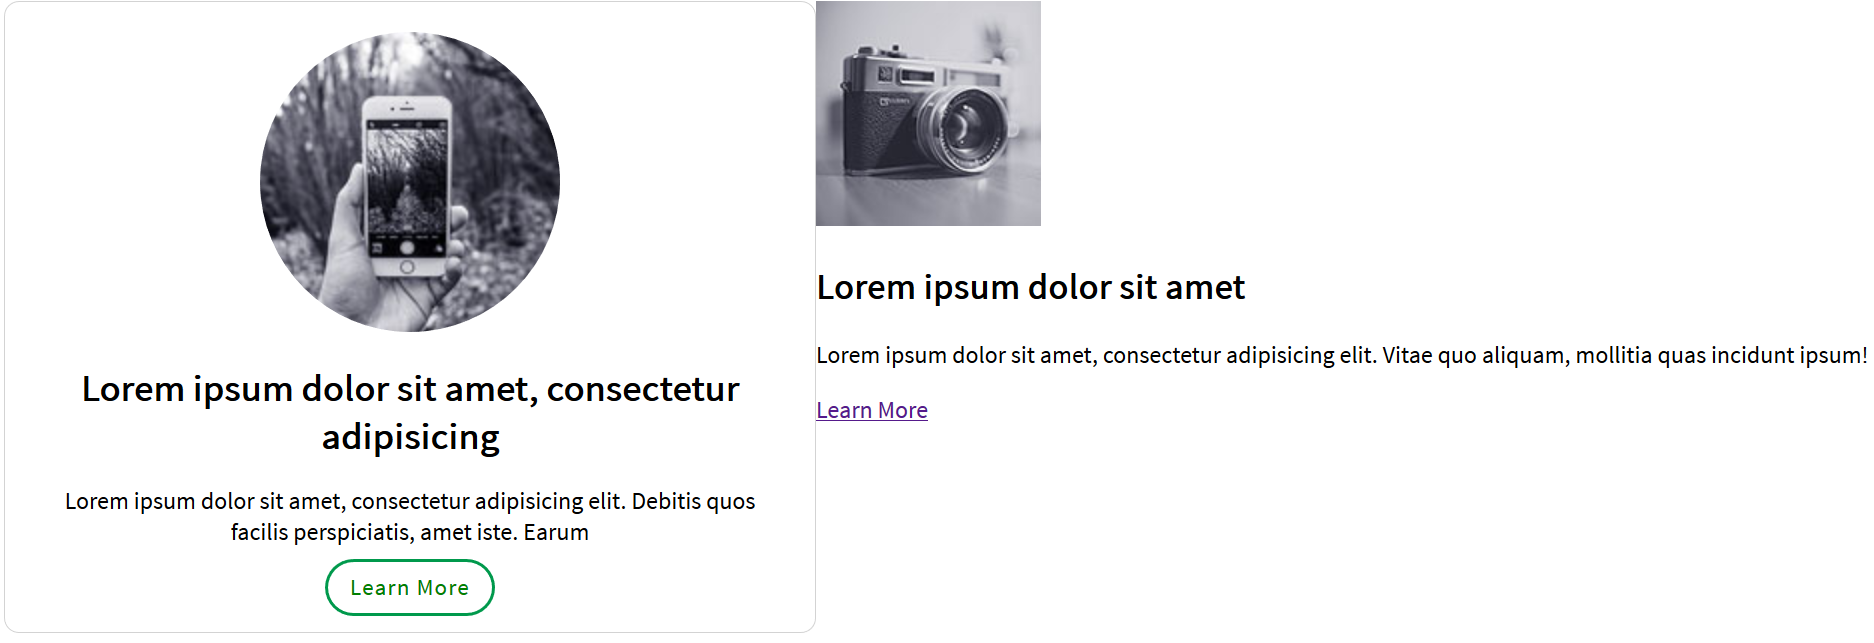 Lorem ipsum dolor sit amet, consectetur
adipisicing
Lorem ipsum dolor sit amet, consectetur adipisicing elit. Debitis quos
facilis perspiciatis, amet iste. Earum
Learn More
Lorem ipsum dolor sit amet
Lorem ipsum dolor sit amet, consectetur adipisicing elit. Vitae quo aliquam, mollitia quas incidunt ipsum!
Learn More